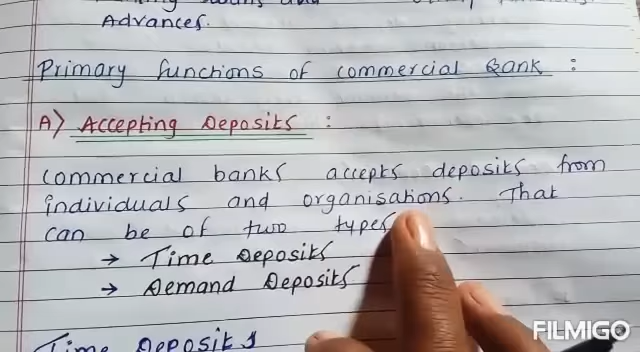 Advances.
Primary functions of commercial Bank :
A) Accepting Deposits :
commercial banks accepts deposits from
individuals and organisations. That
can be of two types
→ Time Deposits
→ Demand Deposits
Time Deposits
FILMIGO